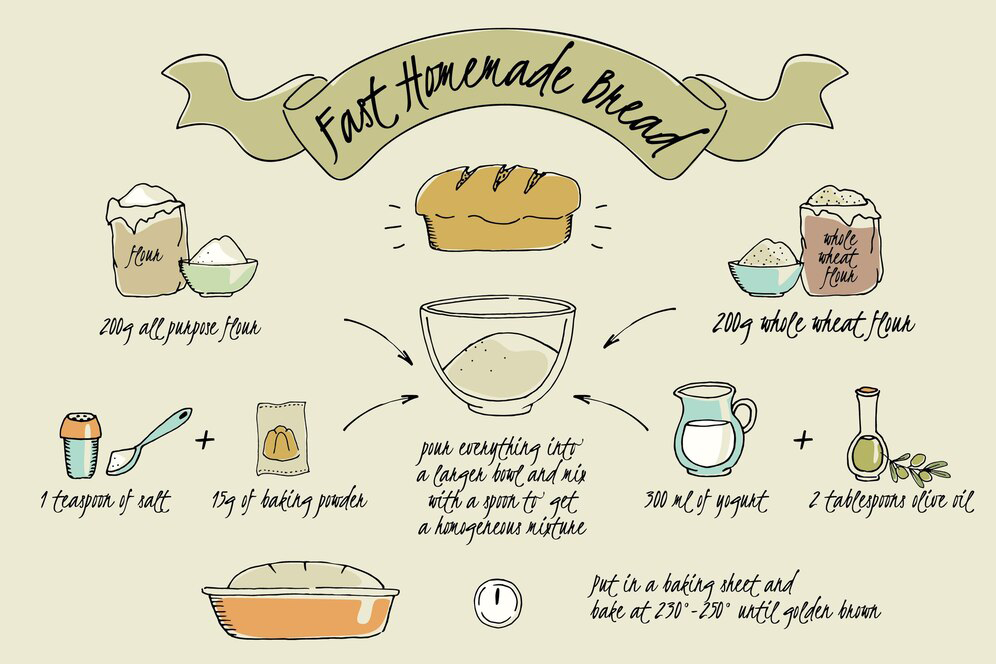 Fast Homemade Bread
flour
whole
wheat
flour
200g all purpose flour
200g whole wheat flour
1 teaspoon of salt
+
15g of baking powder
pour everything into
a larger bowl and mix
with a spoon to get
a homogeneous mixture
300 ml of yogurt
+
2 tablespoons olive oil
Put in a baking sheet and
bake at 230°-250° until golden brown